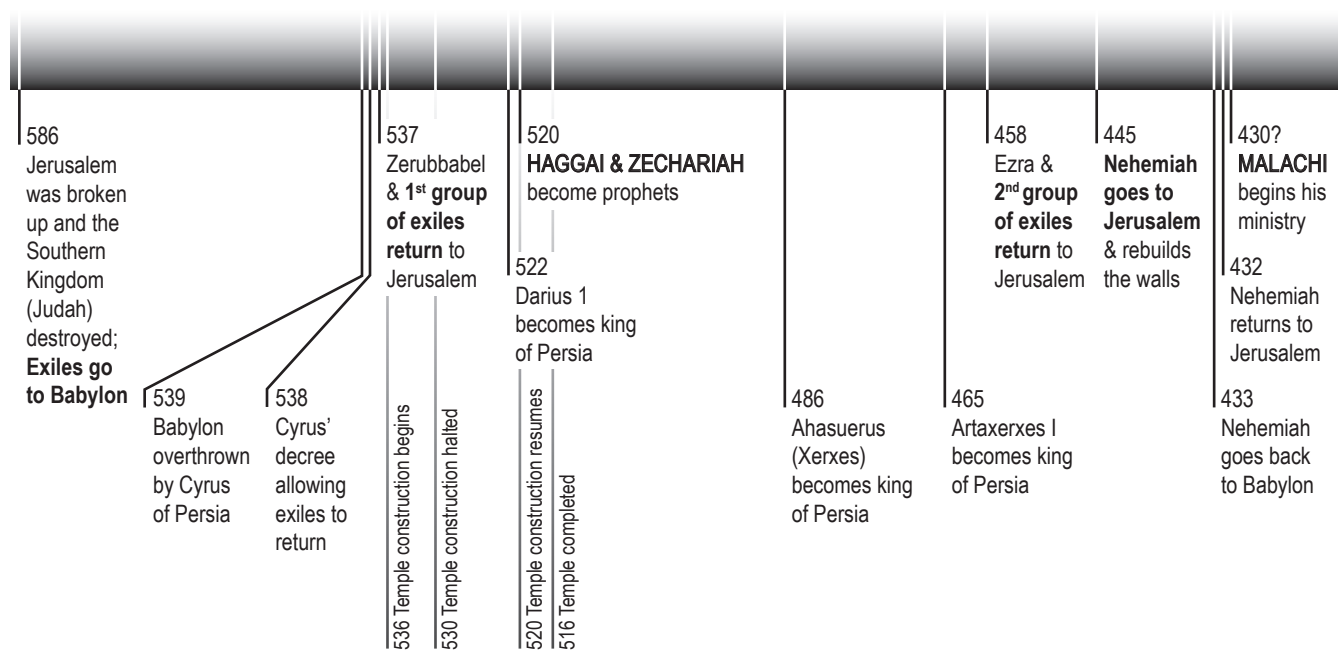 586
Jerusalem
was broken
up and the
Southern
Kingdom
(Judah)
destroyed;
Exiles go
to Babylon
539
Babylon
overthrown
by Cyrus
of Persia
538
Cyrus’
decree
allowing
exiles to
return
537
Zerubbabel
& 1st group
of exiles
return to
Jerusalem
536 Temple construction begins
530 Temple construction halted
522
Darius 1
becomes king
of Persia
520
HAGGAI & ZECHARIAH
become prophets
520 Temple construction resumes
516 Temple completed
486
Ahasuerus
(Xerxes)
becomes king
of Persia
465
Artaxerxes I
becomes king
of Persia
458
Ezra &
2nd group
of exiles
return to
Jerusalem
445
Nehemiah
goes to
Jerusalem
& rebuilds
the walls
433
Nehemiah
goes back
to Babylon
432
Nehemiah
returns to
Jerusalem
430?
MALACHI
begins his
ministry